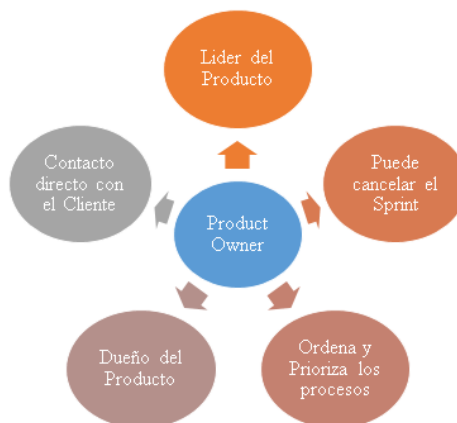 Lider del
Producto
Contacto
directo con
el Cliente
Puede
cancelar el
Sprint
Product
Owner
Dueño del
Producto
Ordena y
Prioriza los
procesos